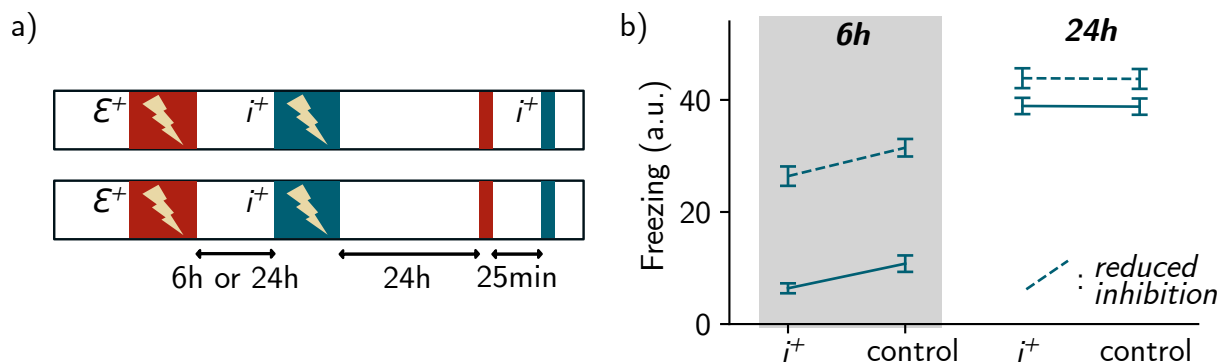 a)
ℰ⁺ i⁺ i⁺
ℰ⁺ i⁺
6h or 24h 24h 25min
b)
6h 24h
Freezing (a.u.)
40
20
0
: reduced
inhibition
i⁺ control i⁺ control